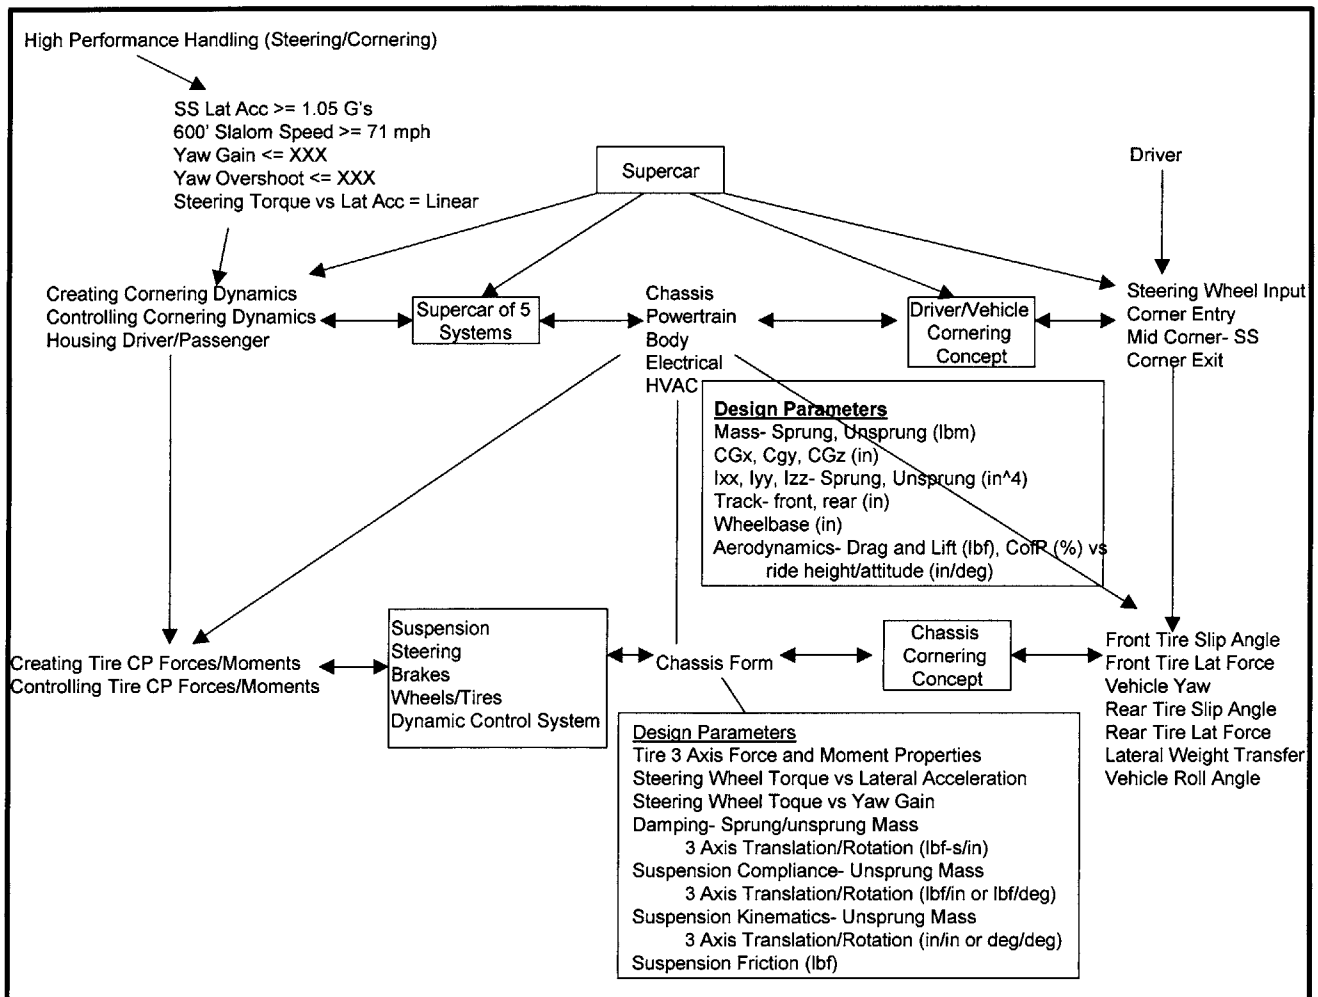 High Performance Handling (Steering/Cornering)
SS Lat Acc >= 1.05 G's
600' Slalom Speed >= 71 mph
Yaw Gain <= XXX
Yaw Overshoot <= XXX
Steering Torque vs Lat Acc = Linear
Supercar
Driver
Creating Cornering Dynamics
Controlling Cornering Dynamics
Housing Driver/Passenger
Supercar of 5
Systems
Chassis
Powertrain
Body
Electrical
HVAC
Driver/Vehicle
Cornering
Concept
Steering Wheel Input
Corner Entry
Mid Corner- SS
Corner Exit
Design Parameters
Mass- Sprung, Unsprung (lbm)
CGx, Cgy, CGz (in)
Ixx, Iyy, Izz- Sprung, Unsprung (in^4)
Track- front, rear (in)
Wheelbase (in)
Aerodynamics- Drag and Lift (lbf), CofP (%) vs
ride height/attitude (in/deg)
Creating Tire CP Forces/Moments
Controlling Tire CP Forces/Moments
Suspension
Steering
Brakes
Wheels/Tires
Dynamic Control System
Chassis Form
Chassis
Cornering
Concept
Front Tire Slip Angle
Front Tire Lat Force
Vehicle Yaw
Rear Tire Slip Angle
Rear Tire Lat Force
Lateral Weight Transfer
Vehicle Roll Angle
Design Parameters
Tire 3 Axis Force and Moment Properties
Steering Wheel Torque vs Lateral Acceleration
Steering Wheel Toque vs Yaw Gain
Damping- Sprung/unsprung Mass
3 Axis Translation/Rotation (lbf-s/in)
Suspension Compliance- Unsprung Mass
3 Axis Translation/Rotation (lbf/in or lbf/deg)
Suspension Kinematics- Unsprung Mass
3 Axis Translation/Rotation (in/in or deg/deg)
Suspension Friction (lbf)